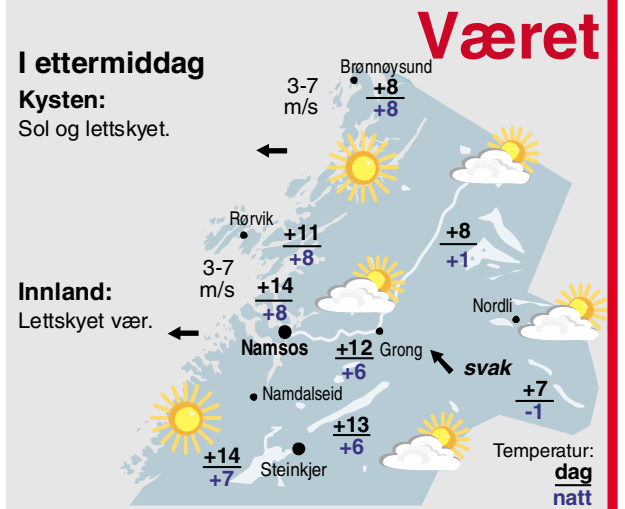 Været
I ettermiddag
Kysten:
Sol og lettskyet.
Brønnøysund
3-7
m/s
+8
+8
Rørvik
+11
+8
+8
+1
3-7
m/s
+14
+8
Innland:
Lettskyet vær.
Nordli
Namsos
+12
+6
Grong
svak
+7
-1
Namdalseid
+13
+6
+14
+7
Steinkjer
Temperatur:
dag
natt